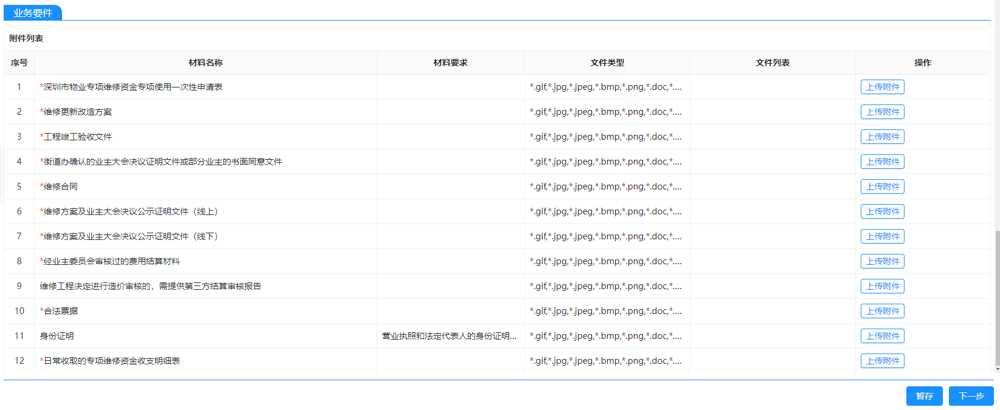 业务要件
附件列表
序号 材料名称 材料要求 文件类型 文件列表 操作
1 *深圳市物业专项维修资金专项使用一次性申请表 *.gif,*.jpg,*.jpeg,*.bmp,*.png,*.doc,*.... 上传附件
2 *维修更新改造方案 *.gif,*.jpg,*.jpeg,*.bmp,*.png,*.doc,*.... 上传附件
3 *工程竣工验收文件 *.gif,*.jpg,*.jpeg,*.bmp,*.png,*.doc,*.... 上传附件
4 *街道办确认的业主大会决议证明文件或部分业主的书面同意文件 *.gif,*.jpg,*.jpeg,*.bmp,*.png,*.doc,*.... 上传附件
5 *维修合同 *.gif,*.jpg,*.jpeg,*.bmp,*.png,*.doc,*.... 上传附件
6 *维修方案及业主大会决议公示证明文件（线上） *.gif,*.jpg,*.jpeg,*.bmp,*.png,*.doc,*.... 上传附件
7 *维修方案及业主大会决议公示证明文件（线下） *.gif,*.jpg,*.jpeg,*.bmp,*.png,*.doc,*.... 上传附件
8 *经业主委员会审核过的费用结算材料 *.gif,*.jpg,*.jpeg,*.bmp,*.png,*.doc,*.... 上传附件
9 维修工程决定进行造价审核的，需提供第三方结算审核报告 *.gif,*.jpg,*.jpeg,*.bmp,*.png,*.doc,*.... 上传附件
10 *合法票据 *.gif,*.jpg,*.jpeg,*.bmp,*.png,*.doc,*.... 上传附件
11 身份证明 营业执照和法定代表人的身份证明... *.gif,*.jpg,*.jpeg,*.bmp,*.png,*.doc,*.... 上传附件
12 *日常收取的专项维修资金收支明细表 *.gif,*.jpg,*.jpeg,*.bmp,*.png,*.doc,*.... 上传附件
暂存 下一步